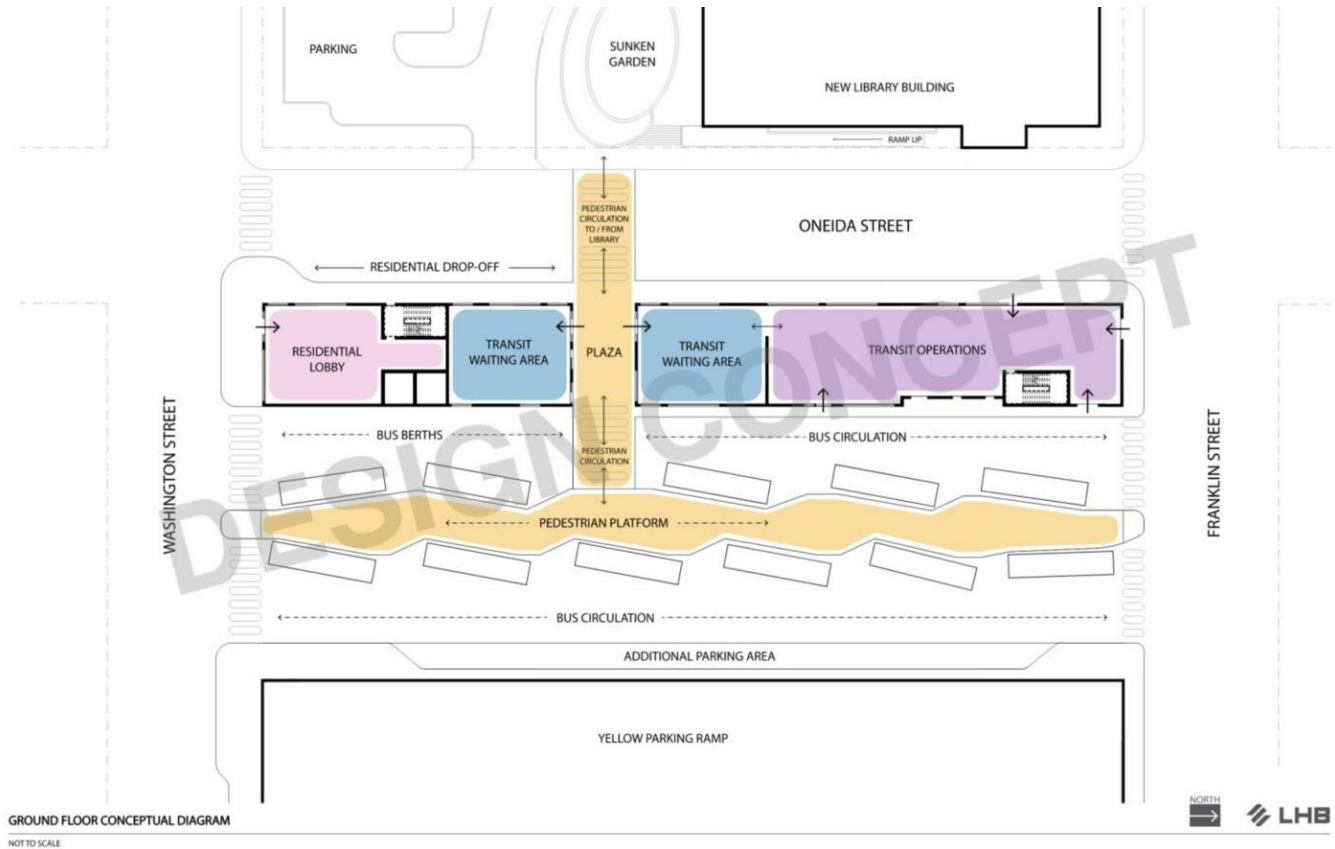 PARKING
SUNKEN
GARDEN
NEW LIBRARY BUILDING
RAMP UP
PEDESTRIAN
CIRCULATION
TO / FROM
LIBRARY
ONEIDA STREET
RESIDENTIAL DROP-OFF
RESIDENTIAL
LOBBY
TRANSIT
WAITING AREA
PLAZA
TRANSIT
WAITING AREA
TRANSIT OPERATIONS
WASHINGTON STREET
FRANKLIN STREET
BUS BERTHS
BUS CIRCULATION
PEDESTRIAN
CIRCULATION
PEDESTRIAN PLATFORM
DESIGN CONCEPT
BUS CIRCULATION
ADDITIONAL PARKING AREA
YELLOW PARKING RAMP
GROUND FLOOR CONCEPTUAL DIAGRAM
NOT TO SCALE
NORTH
LHB